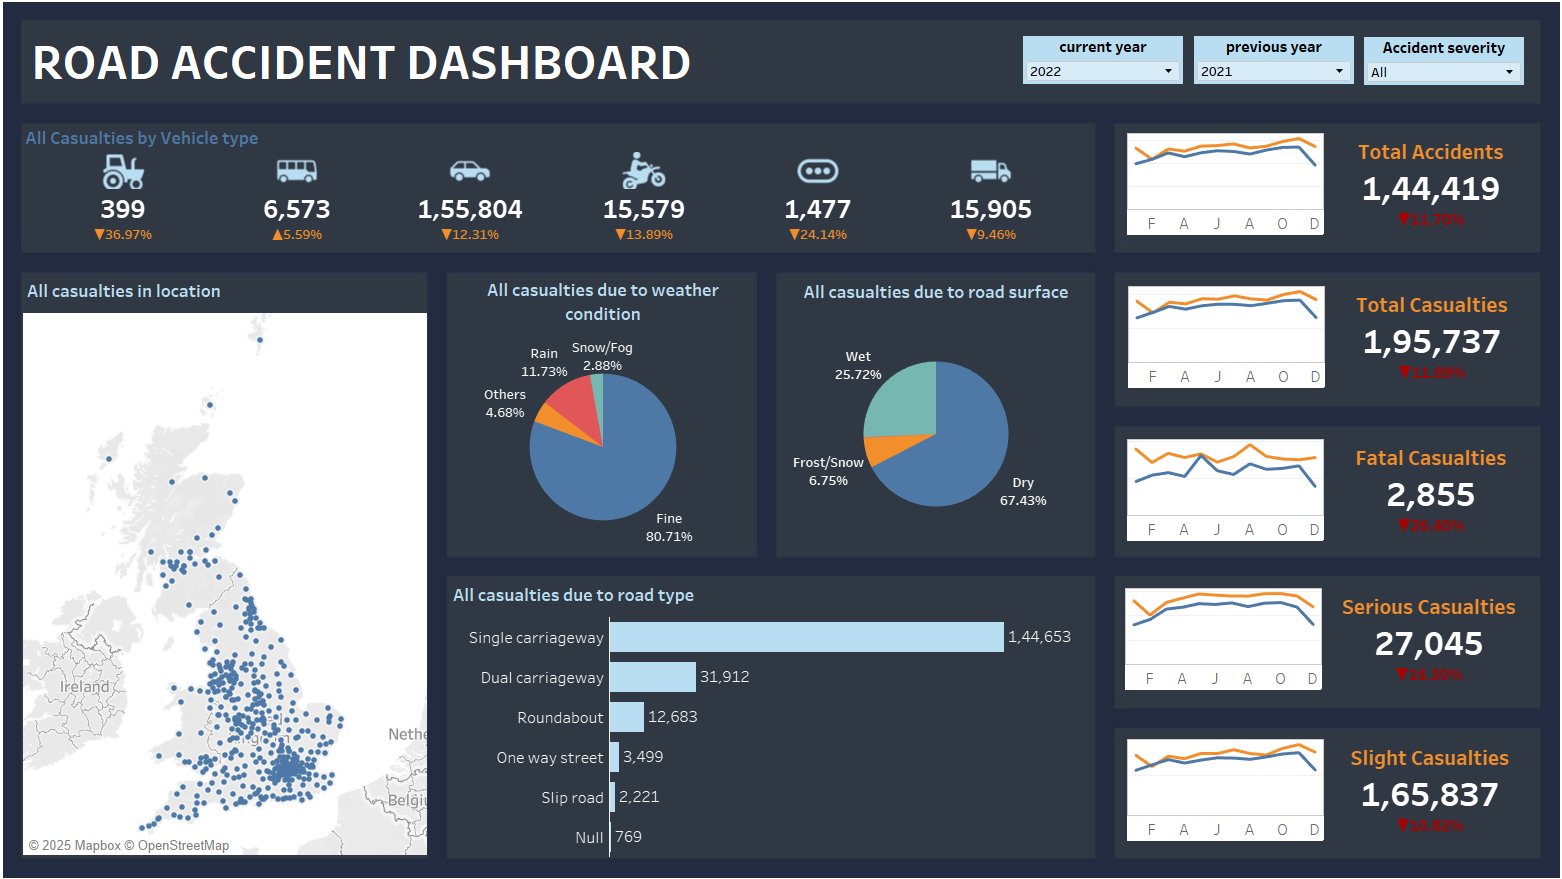 ROAD ACCIDENT DASHBOARD
current year
2022
previous year
2021
Accident severity
All
All Casualties by Vehicle type
399
▼36.97%
6,573
▲5.59%
1,55,804
▼12.31%
15,579
▼13.89%
1,477
▼24.14%
15,905
▼9.46%
F A J A O D
Total Accidents
1,44,419
▼11.70%
All casualties in location
Ireland
Nethe
Belgiu
© 2025 Mapbox © OpenStreetMap
All casualties due to weather
condition
Snow/Fog
2.88%
Rain
11.73%
Others
4.68%
Fine
80.71%
All casualties due to road surface
Wet
25.72%
Frost/Snow
6.75%
Dry
67.43%
All casualties due to road type
Single carriageway 1,44,653
Dual carriageway 31,912
Roundabout 12,683
One way street 3,499
Slip road 2,221
Null 769
F A J A O D
Total Casualties
1,95,737
▼11.89%
F A J A O D
Fatal Casualties
2,855
▼26.40%
F A J A O D
Serious Casualties
27,045
▼16.30%
F A J A O D
Slight Casualties
1,65,837
▼10.82%